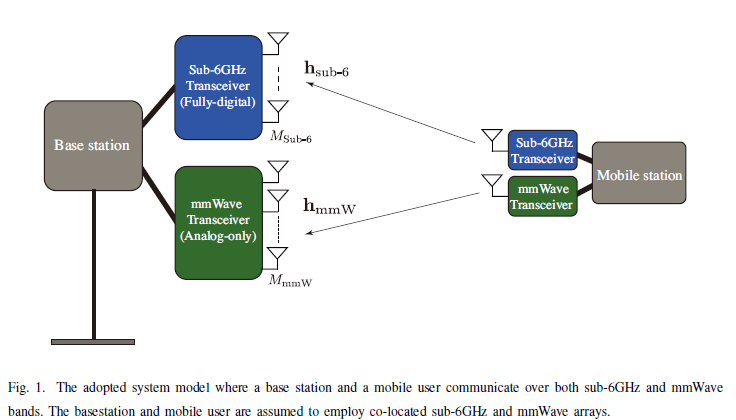 Sub-6GHz
Transceiver
(Fully-digital)
h_sub-6
M_Sub-6
Base station
Sub-6GHz
Transceiver
Mobile station
mmWave
Transceiver
mmWave
Transceiver
(Analog-only)
h_mmW
M_mmW
Fig. 1. The adopted system model where a base station and a mobile user communicate over both sub-6GHz and mmWave
bands. The basestation and mobile user are assumed to employ co-located sub-6GHz and mmWave arrays.